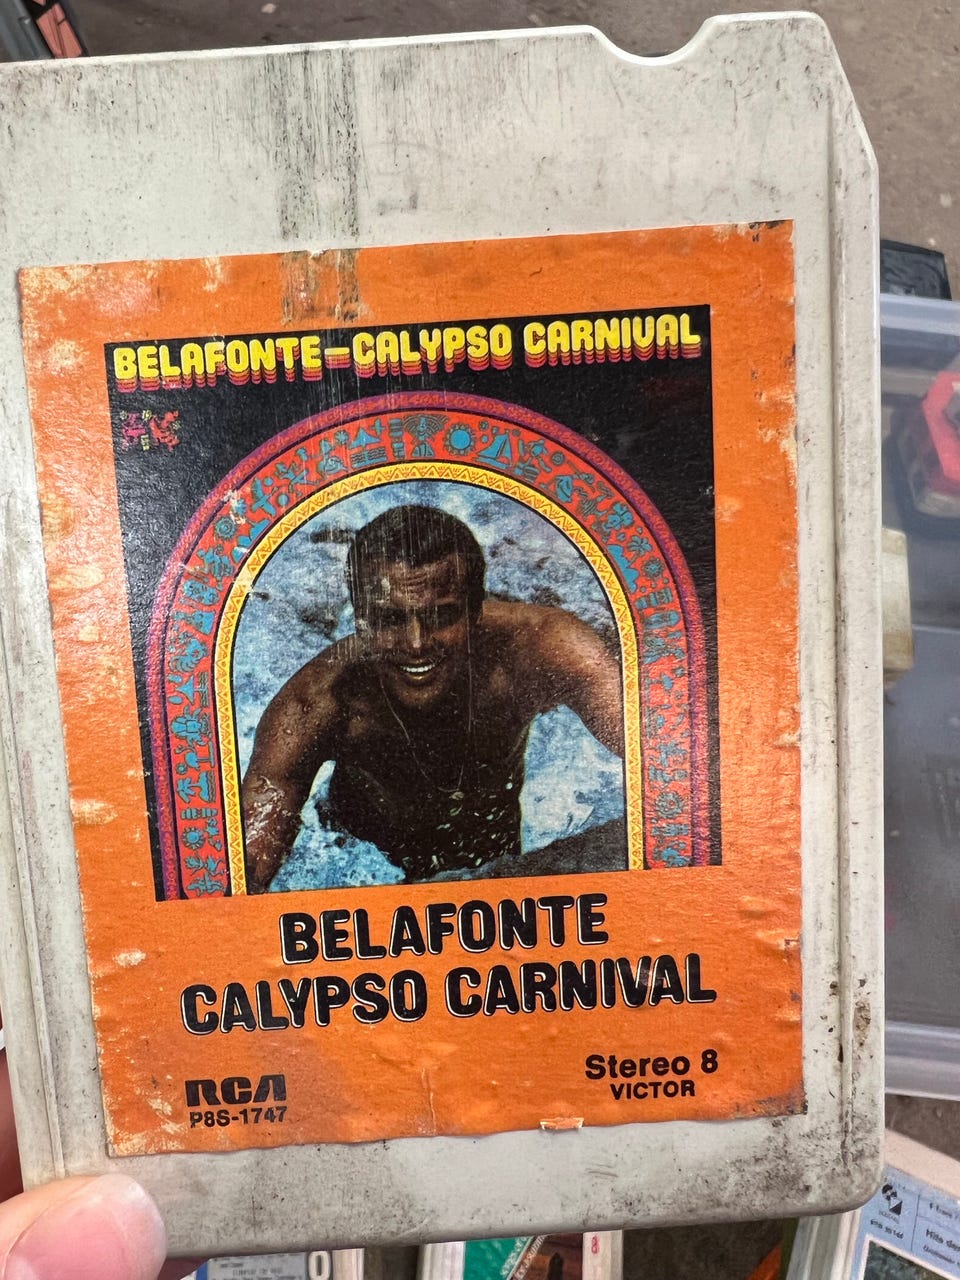 BELAFONTE–CALYPSO CARNIVAL
BELAFONTE
CALYPSO CARNIVAL
RCA
P8S-1747
Stereo 8
VICTOR